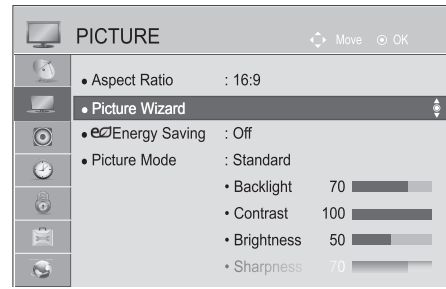 PICTURE
Move OK
• Aspect Ratio : 16:9
• Picture Wizard
• eco Energy Saving : Off
• Picture Mode : Standard
• Backlight 70
• Contrast 100
• Brightness 50
• Sharpness 70